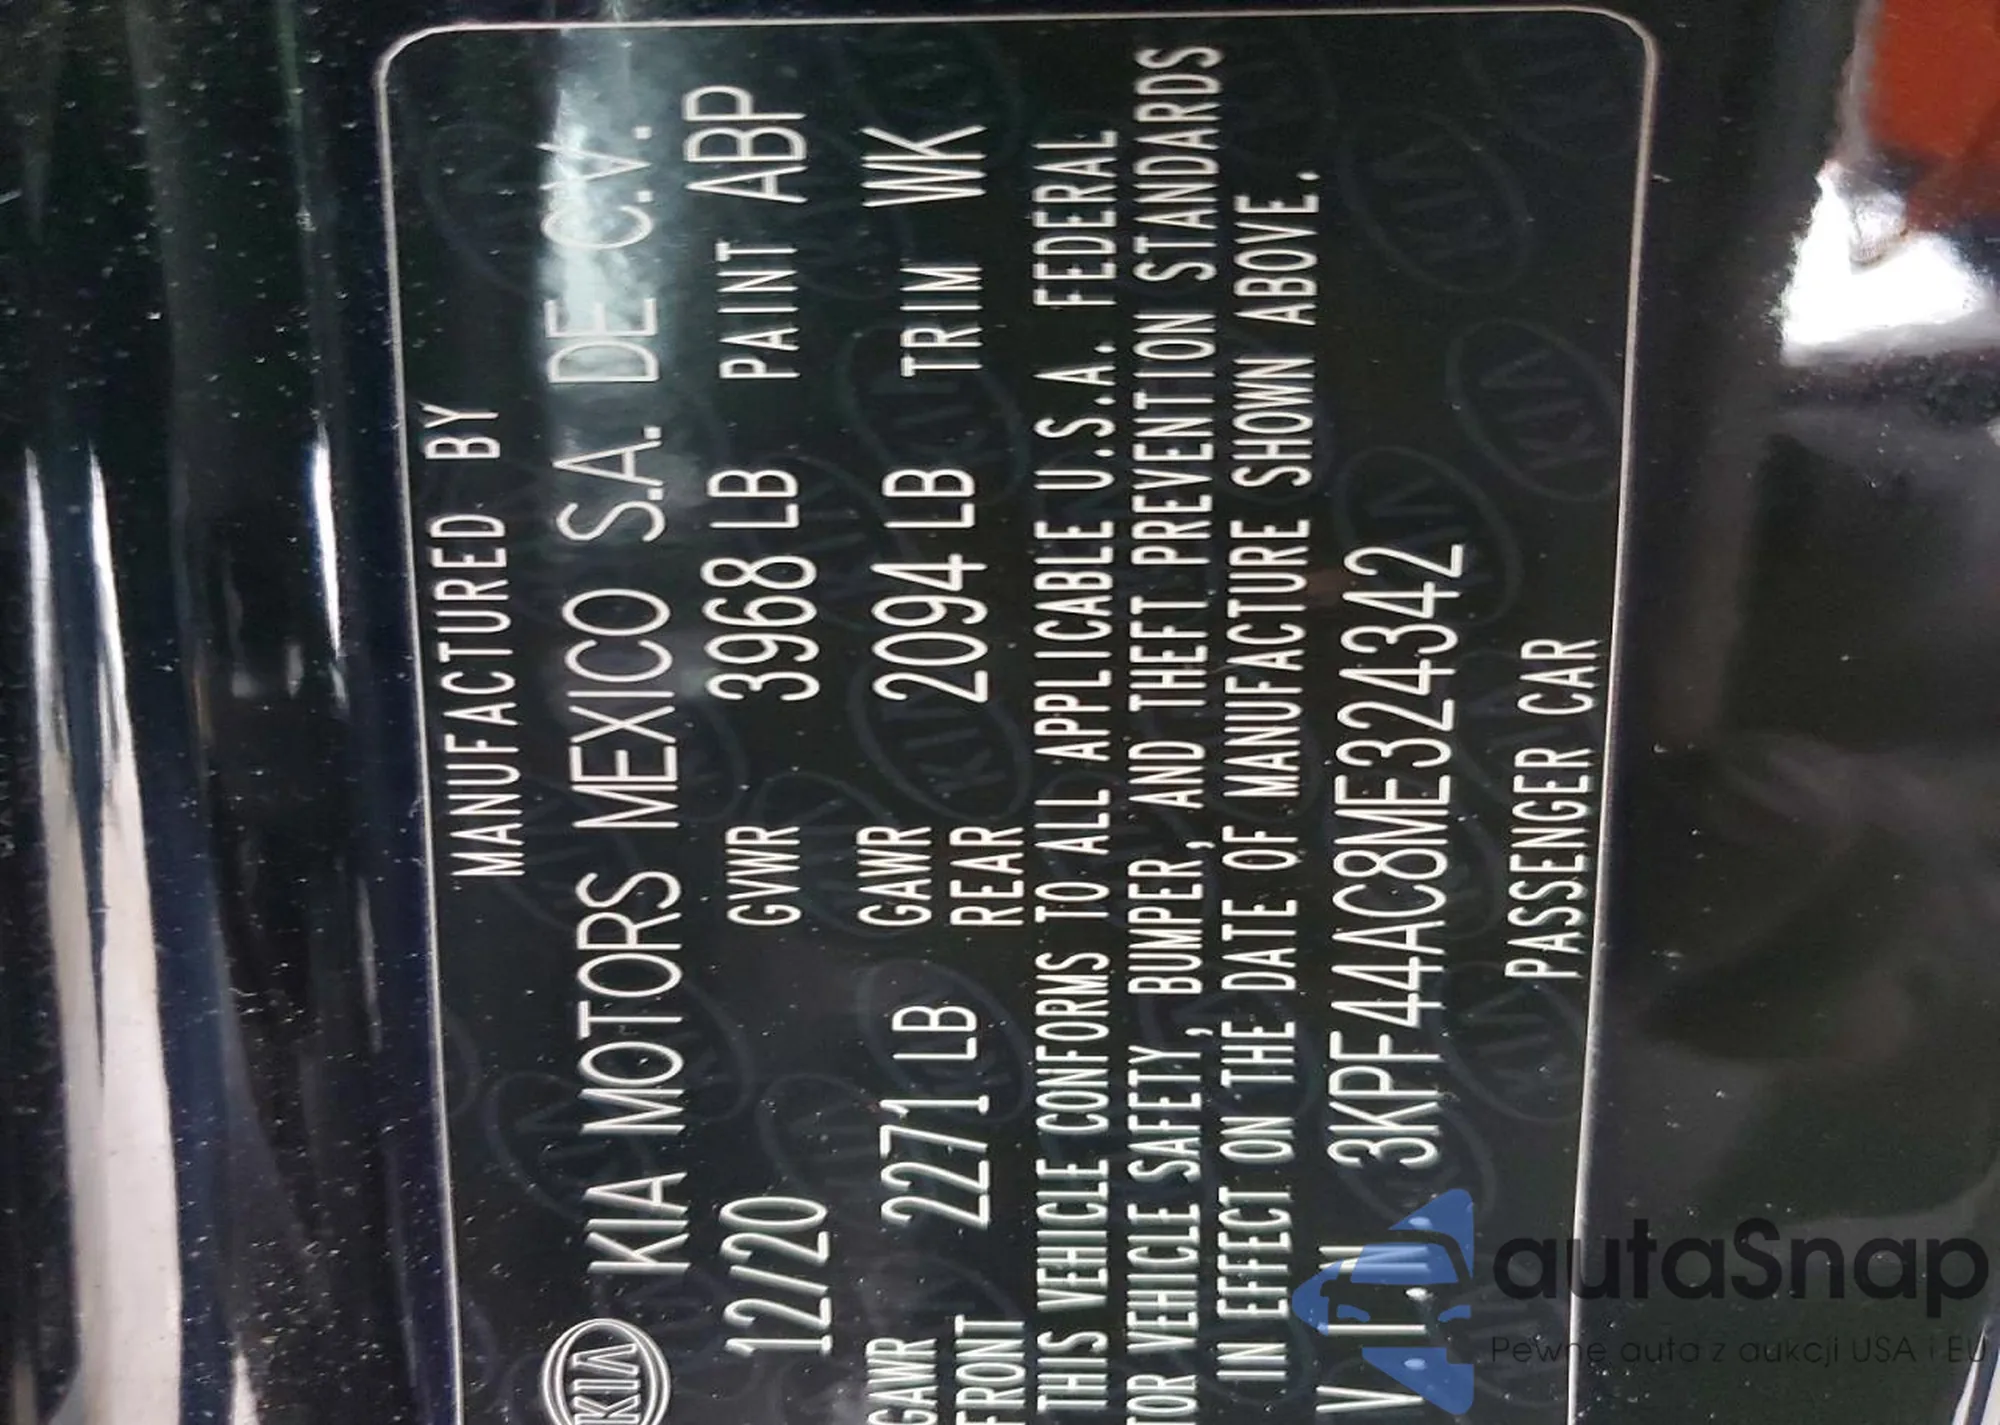 MANUFACTURED BY
KIA KIA MOTORS MEXICO S.A. DE C.V.
12/20 GVWR 3968 LB PAINT ABP
GAWR FRONT 2271 LB GAWR REAR 2094 LB TRIM WK
THIS VEHICLE CONFORMS TO ALL APPLICABLE U.S.A. FEDERAL
TOR VEHICLE SAFETY, BUMPER, AND THEFT PREVENTION STANDARDS
IN EFFECT ON THE DATE OF MANUFACTURE SHOWN ABOVE.
V.I.N 3KPF44AC8ME324342
PASSENGER CAR
autaSnap
Pewne auta z aukcji USA i EU